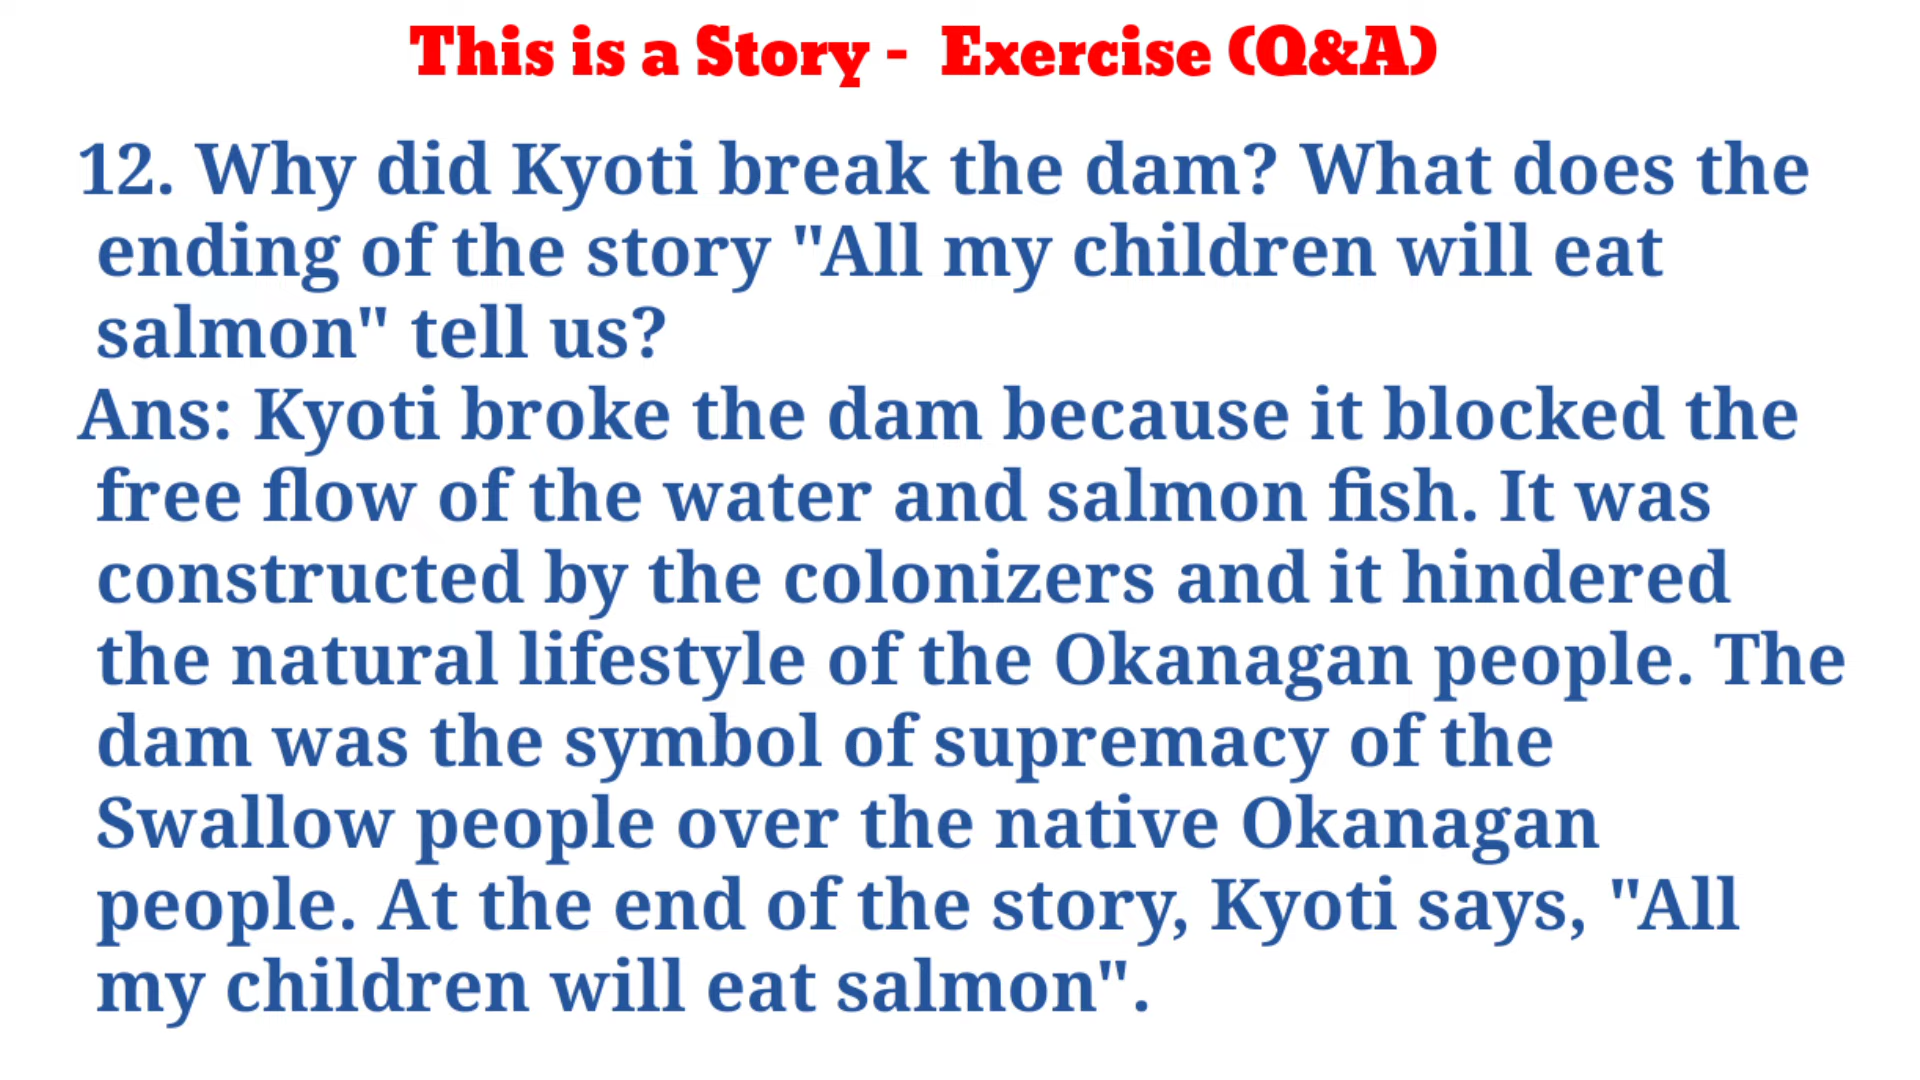 This is a Story - Exercise (Q&A)
12. Why did Kyoti break the dam? What does the
ending of the story "All my children will eat
salmon" tell us?
Ans: Kyoti broke the dam because it blocked the
free flow of the water and salmon fish. It was
constructed by the colonizers and it hindered
the natural lifestyle of the Okanagan people. The
dam was the symbol of supremacy of the
Swallow people over the native Okanagan
people. At the end of the story, Kyoti says, "All
my children will eat salmon".